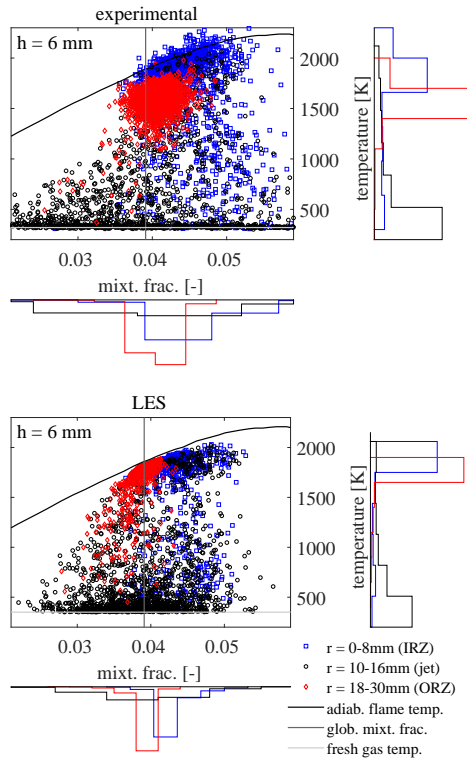 experimental
h = 6 mm
2000
1500
1000
500
temperature [K]
0.03
0.04
0.05
mixt. frac. [-]
LES
h = 6 mm
2000
1500
1000
500
temperature [K]
0.03
0.04
0.05
mixt. frac. [-]
r = 0-8mm (IRZ)
r = 10-16mm (jet)
r = 18-30mm (ORZ)
adiab. flame temp.
glob. mixt. frac.
fresh gas temp.